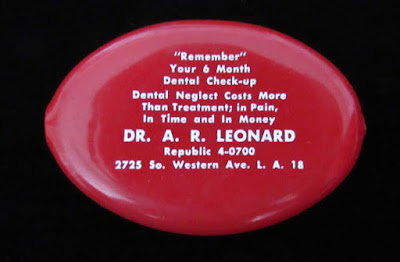 "Remember"
Your 6 Month
Dental Check-up
Dental Neglect Costs More
Than Treatment; in Pain,
In Time and In Money
DR. A. R. LEONARD
Republic 4-0700
2725 So. Western Ave. L. A. 18